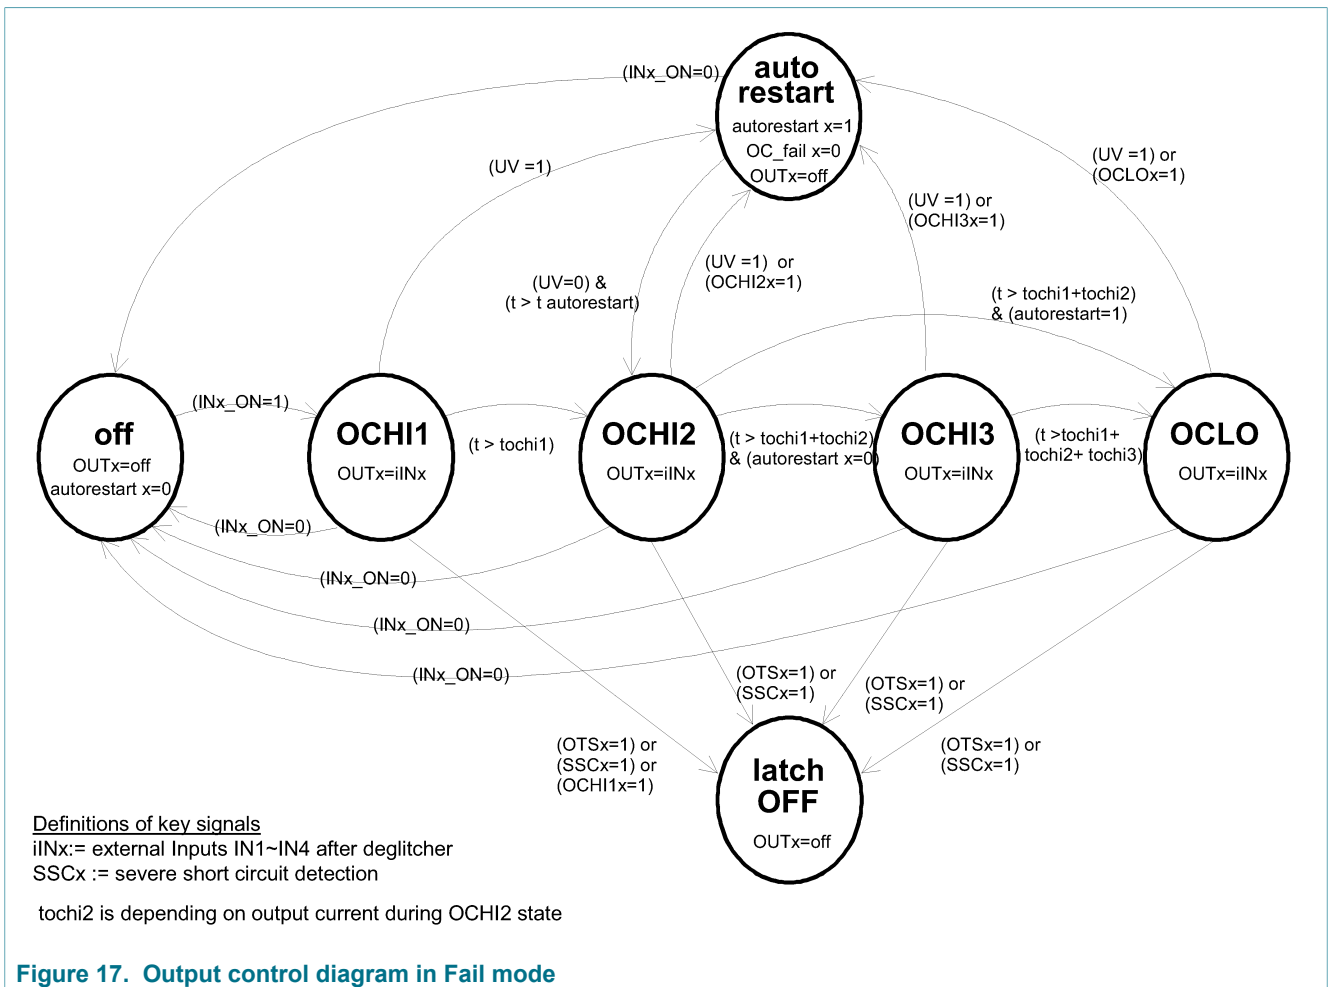 (INx_ON=0)
auto
restart
autorestart x=1
OC_fail x=0
OUTx=off
(UV =1)
(UV =1) or
(OCLOx=1)
(UV =1) or
(OCHI3x=1)
(UV =1) or
(OCHI2x=1)
(UV=0) &
(t > t autorestart)
(t > tochi1+tochi2)
& (autorestart=1)
off
OUTx=off
autorestart x=0
(INx_ON=1)
OCHI1
OUTx=iINx
(t > tochi1)
OCHI2
OUTx=iINx
(t > tochi1+tochi2)
& (autorestart x=0)
OCHI3
OUTx=iINx
(t >tochi1+
tochi2+ tochi3)
OCLO
OUTx=iINx
(INx_ON=0)
(INx_ON=0)
(INx_ON=0)
(INx_ON=0)
(OTSx=1) or
(SSCx=1) or
(OCHI1x=1)
(OTSx=1) or
(SSCx=1)
(OTSx=1) or
(SSCx=1)
(OTSx=1) or
(SSCx=1)
latch
OFF
OUTx=off
Definitions of key signals
iINx:= external Inputs IN1~IN4 after deglitcher
SSCx := severe short circuit detection
tochi2 is depending on output current during OCHI2 state
Figure 17. Output control diagram in Fail mode